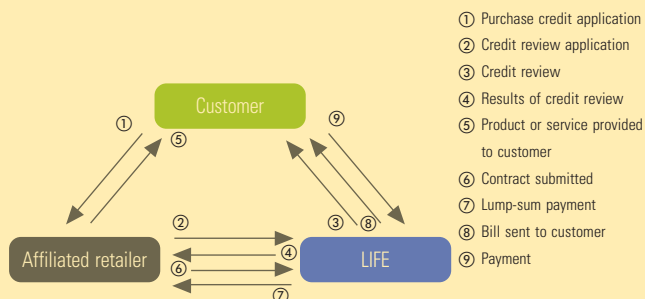 ① Purchase credit application
② Credit review application
③ Credit review
④ Results of credit review
⑤ Product or service provided
to customer
⑥ Contract submitted
⑦ Lump-sum payment
⑧ Bill sent to customer
⑨ Payment
Customer
① ⑤ ⑨
② ③ ⑧
Affiliated retailer ④ LIFE
⑥
⑦